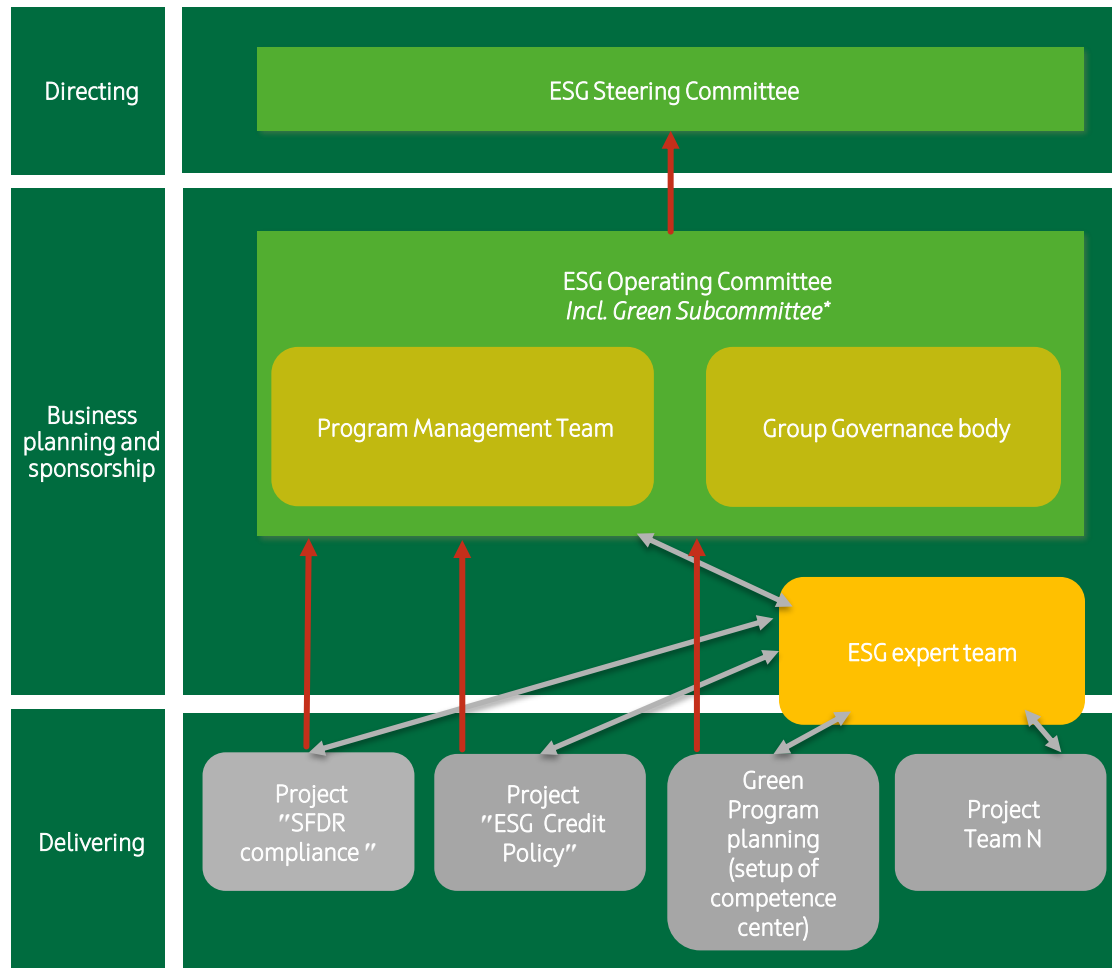 Directing
ESG Steering Committee
Business
planning and
sponsorship
ESG Operating Committee
Incl. Green Subcommittee*
Program Management Team
Group Governance body
ESG expert team
Delivering
Project
"SFDR
compliance "
Project
"ESG Credit
Policy"
Green
Program
planning
(setup of
competence
center)
Project
Team N